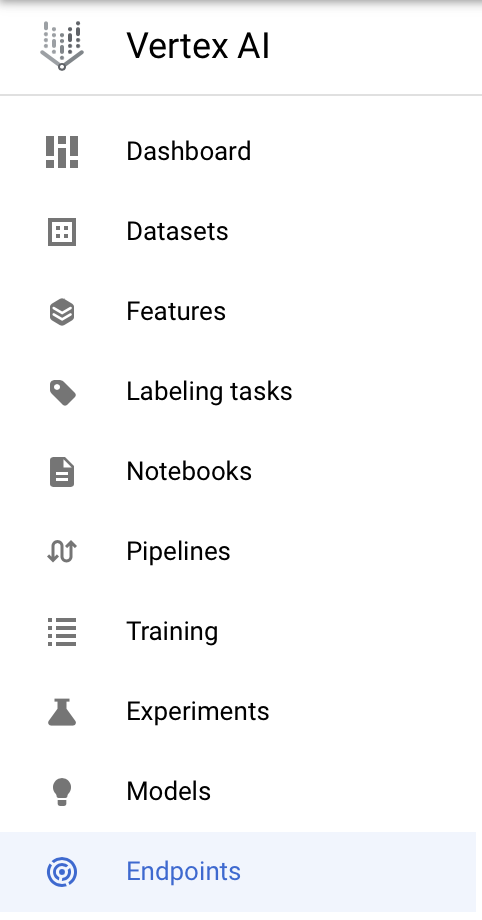 Vertex AI
Dashboard
Datasets
Features
Labeling tasks
Notebooks
Pipelines
Training
Experiments
Models
Endpoints